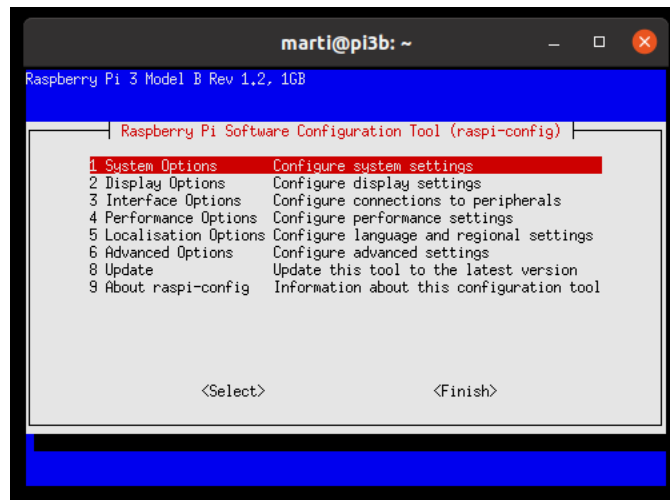 marti@pi3b: ~
Raspberry Pi 3 Model B Rev 1.2, 1GB
Raspberry Pi Software Configuration Tool (raspi-config)
1 System Options Configure system settings
2 Display Options Configure display settings
3 Interface Options Configure connections to peripherals
4 Performance Options Configure performance settings
5 Localisation Options Configure language and regional settings
6 Advanced Options Configure advanced settings
8 Update Update this tool to the latest version
9 About raspi-config Information about this configuration tool
<Select> <Finish>